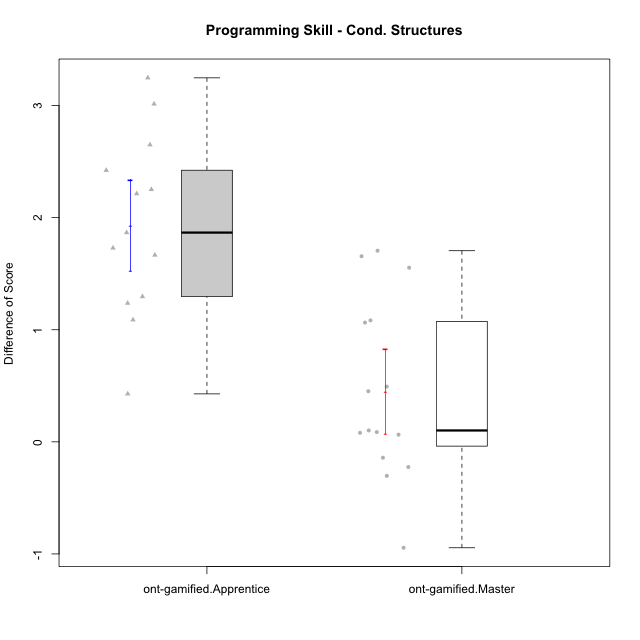 Programming Skill - Cond. Structures
Difference of Score
3
2
1
0
-1
ont-gamified.Apprentice
ont-gamified.Master